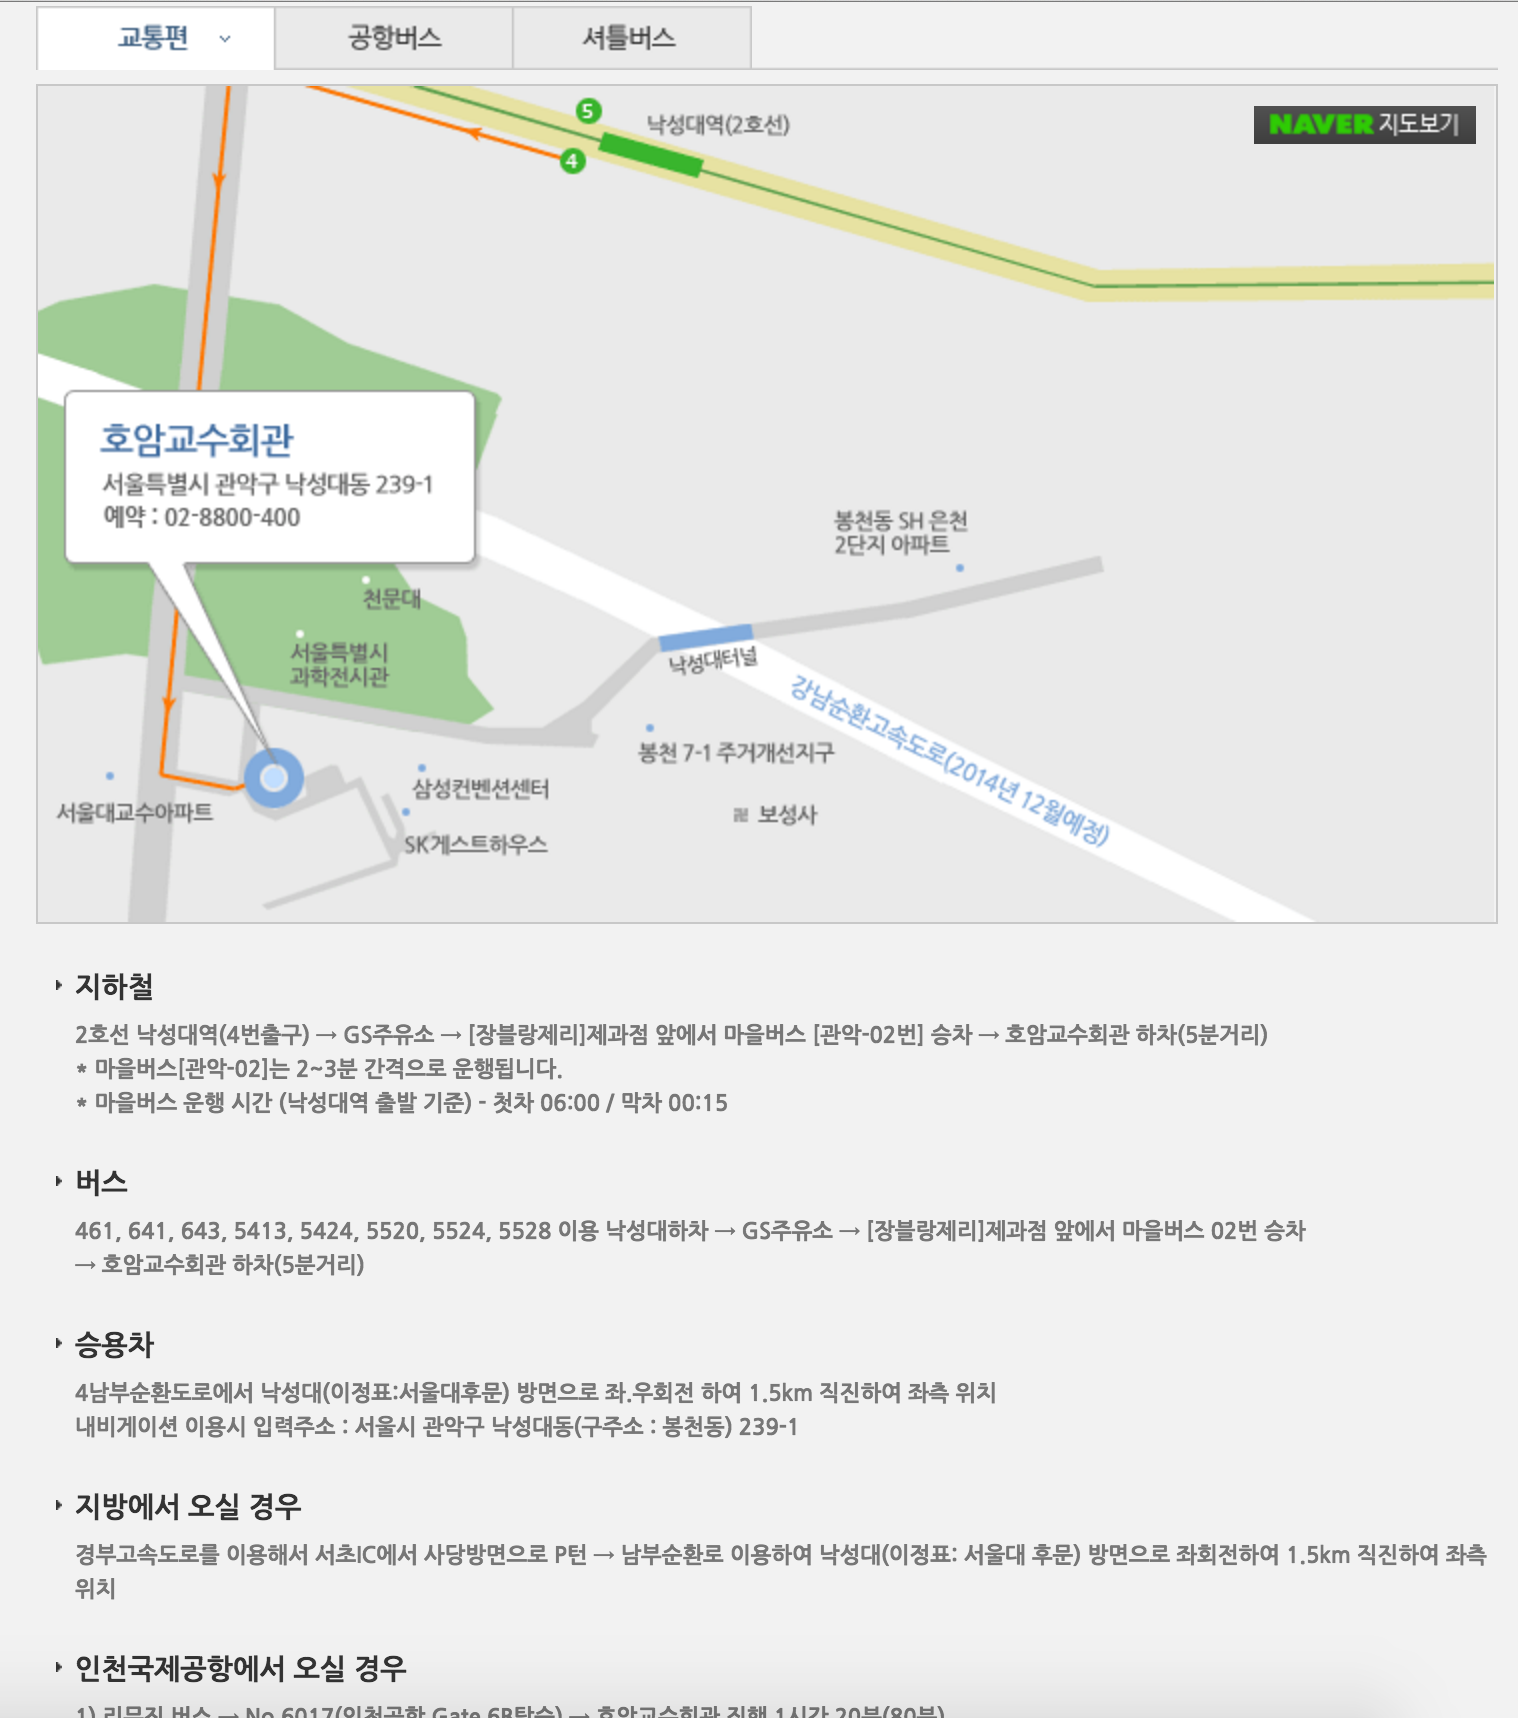 교통편
공항버스
셔틀버스
5
낙성대역(2호선)
NAVER 지도보기
4
호암교수회관
서울특별시 관악구 낙성대동 239-1
예약 : 02-8800-400
봉천동 SH 은천
2단지 아파트
천문대
서울특별시
과학전시관
낙성대터널
강남순환고속도로(2014년 12월예정)
봉천 7-1 주거개선지구
삼성컨벤션센터
서울대교수아파트
卍 보성사
SK게스트하우스
지하철
2호선 낙성대역(4번출구) → GS주유소 → [장블랑제리]제과점 앞에서 마을버스 [관악-02번] 승차 → 호암교수회관 하차(5분거리)
* 마을버스[관악-02]는 2~3분 간격으로 운행됩니다.
* 마을버스 운행 시간 (낙성대역 출발 기준) - 첫차 06:00 / 막차 00:15
버스
461, 641, 643, 5413, 5424, 5520, 5524, 5528 이용 낙성대하차 → GS주유소 → [장블랑제리]제과점 앞에서 마을버스 02번 승차
→ 호암교수회관 하차(5분거리)
승용차
4남부순환도로에서 낙성대(이정표:서울대후문) 방면으로 좌.우회전 하여 1.5km 직진하여 좌측 위치
내비게이션 이용시 입력주소 : 서울시 관악구 낙성대동(구주소 : 봉천동) 239-1
지방에서 오실 경우
경부고속도로를 이용해서 서초IC에서 사당방면으로 P턴 → 남부순환로 이용하여 낙성대(이정표: 서울대 후문) 방면으로 좌회전하여 1.5km 직진하여 좌측
위치
인천국제공항에서 오실 경우
1) 리무진 버스 → No.6017(인천공항 Gate 6B탑승) → 호암교수회관 직행 1시간 20분(80분)